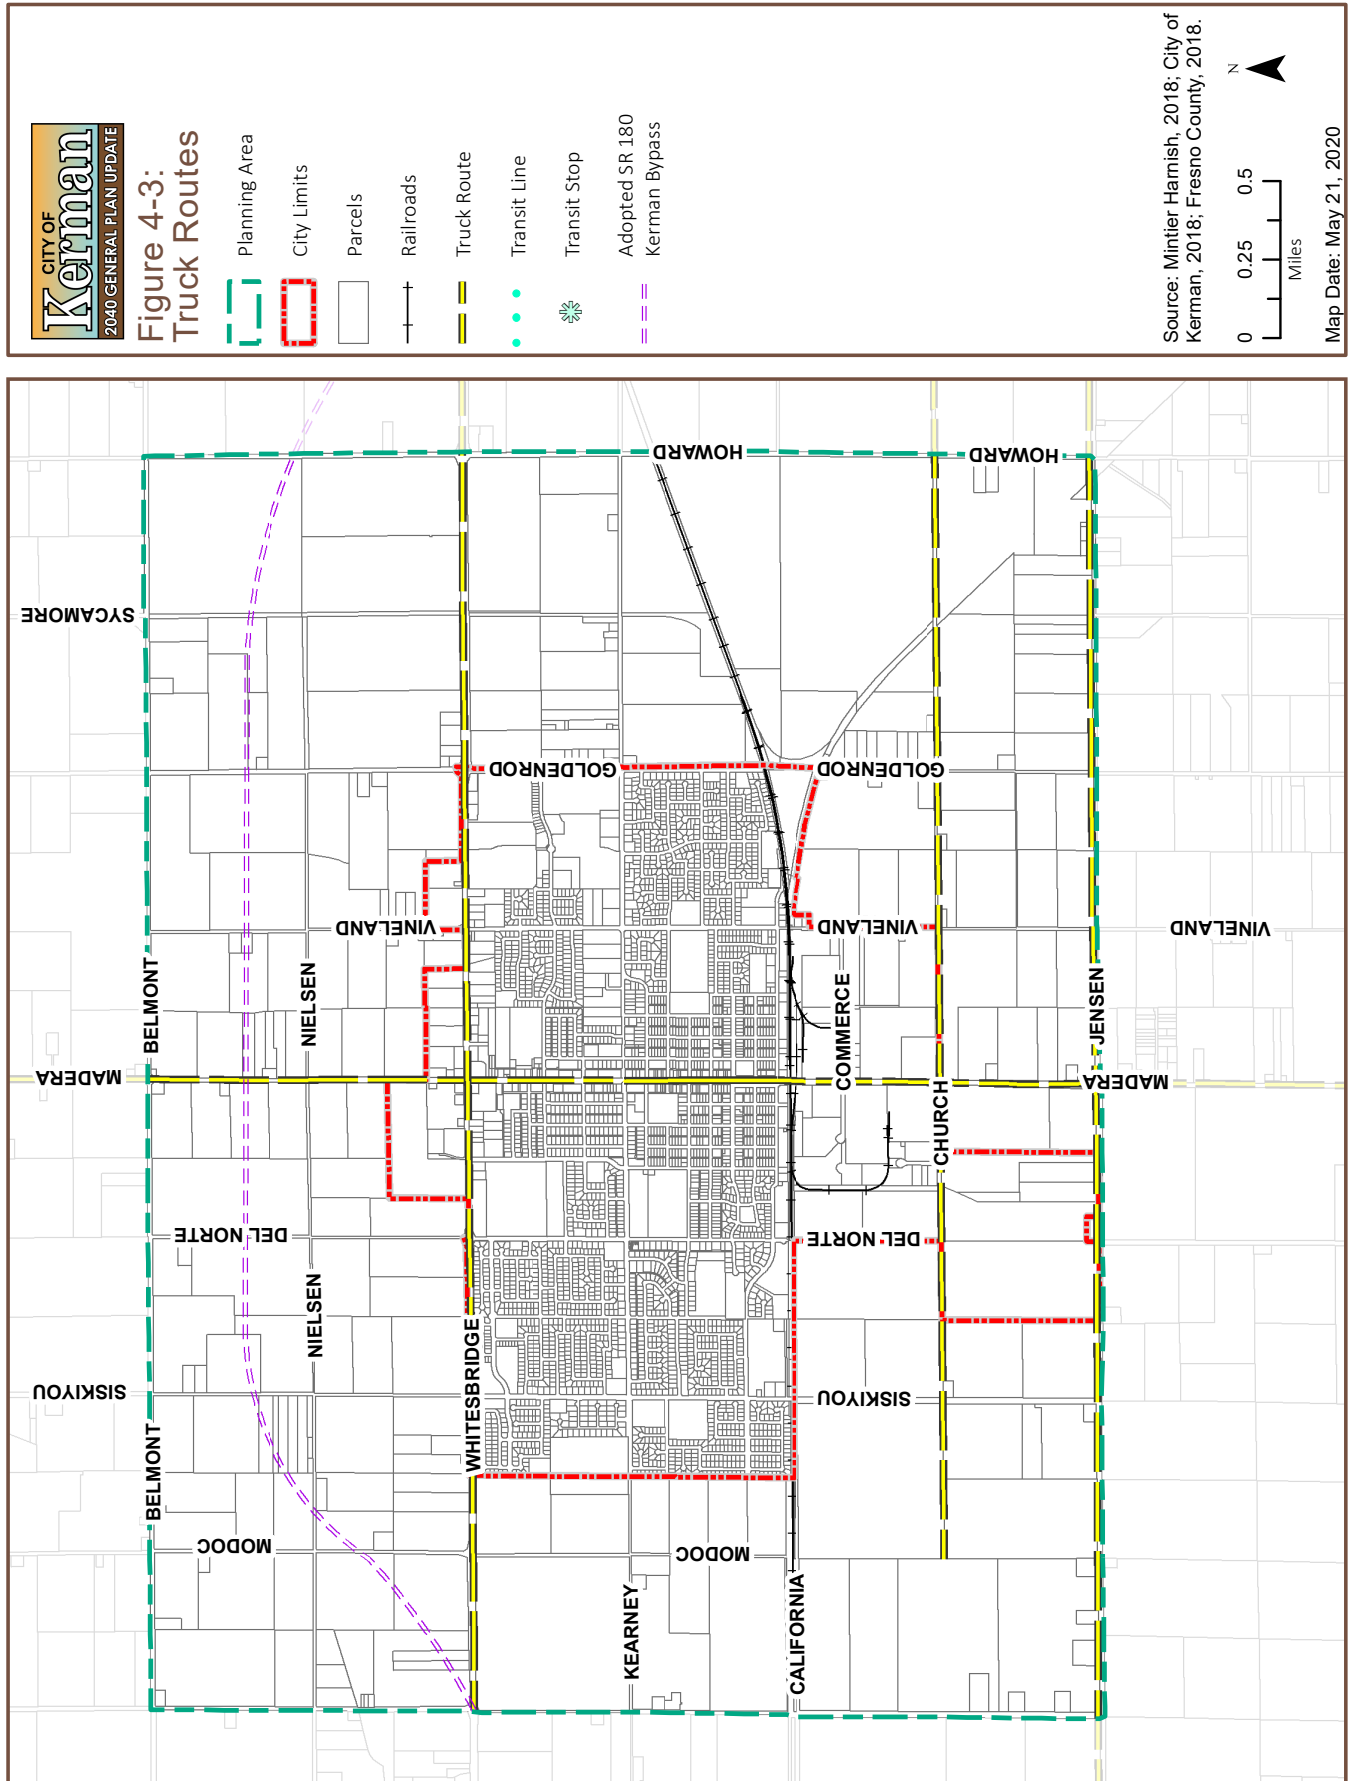 CITY OF
Kerman
2040 GENERAL PLAN UPDATE
Figure 4-3:
Truck Routes
Planning Area
City Limits
Parcels
Railroads
Truck Route
Transit Line
Transit Stop
Adopted SR 180
Kerman Bypass
Source: Mintier Harnish, 2018; City of
Kerman, 2018; Fresno County, 2018.
N
0 0.25 0.5
Miles
Map Date: May 21, 2020
SYCAMORE
MADERA
SISKIYOU
BELMONT
BELMONT
MODOC
DEL NORTE
NIELSEN
NIELSEN
VINELAND
WHITESBRIDGE
GOLDENROD
HOWARD
KEARNEY
MODOC
CALIFORNIA
SISKIYOU
DEL NORTE
COMMERCE
VINELAND
GOLDENROD
CHURCH
HOWARD
JENSEN
MADERA
VINELAND